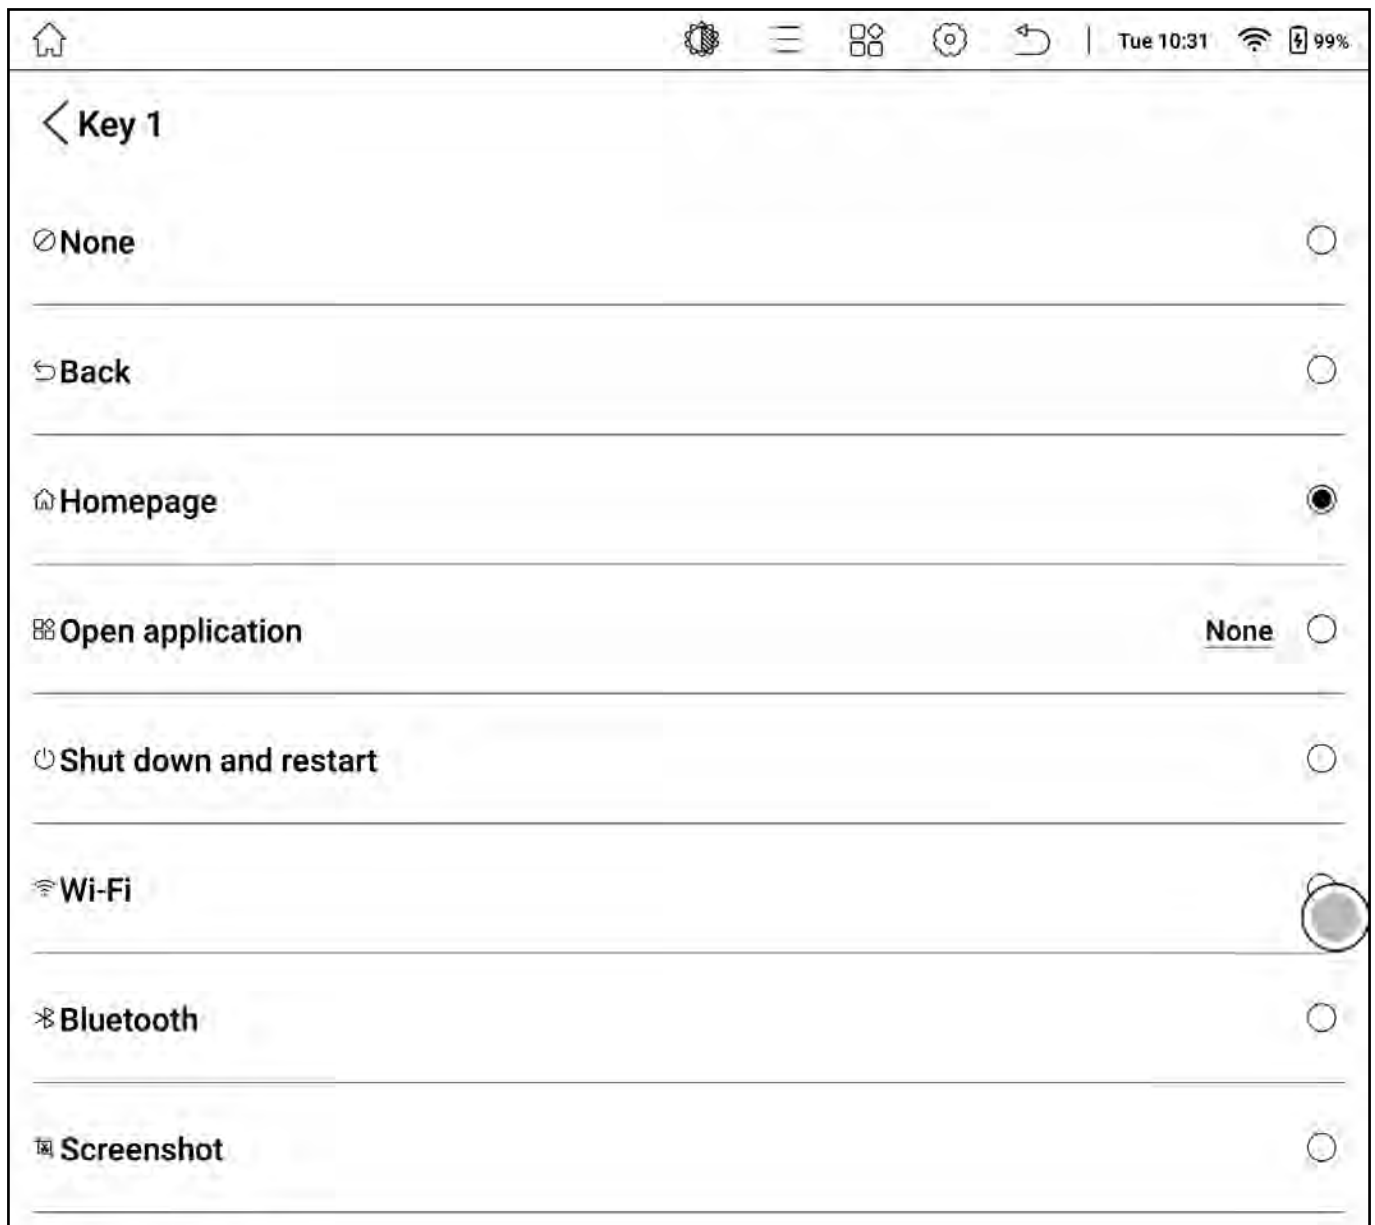 Tue 10:31 99%
Key 1
None
Back
Homepage
Open application None
Shut down and restart
Wi-Fi
Bluetooth
Screenshot